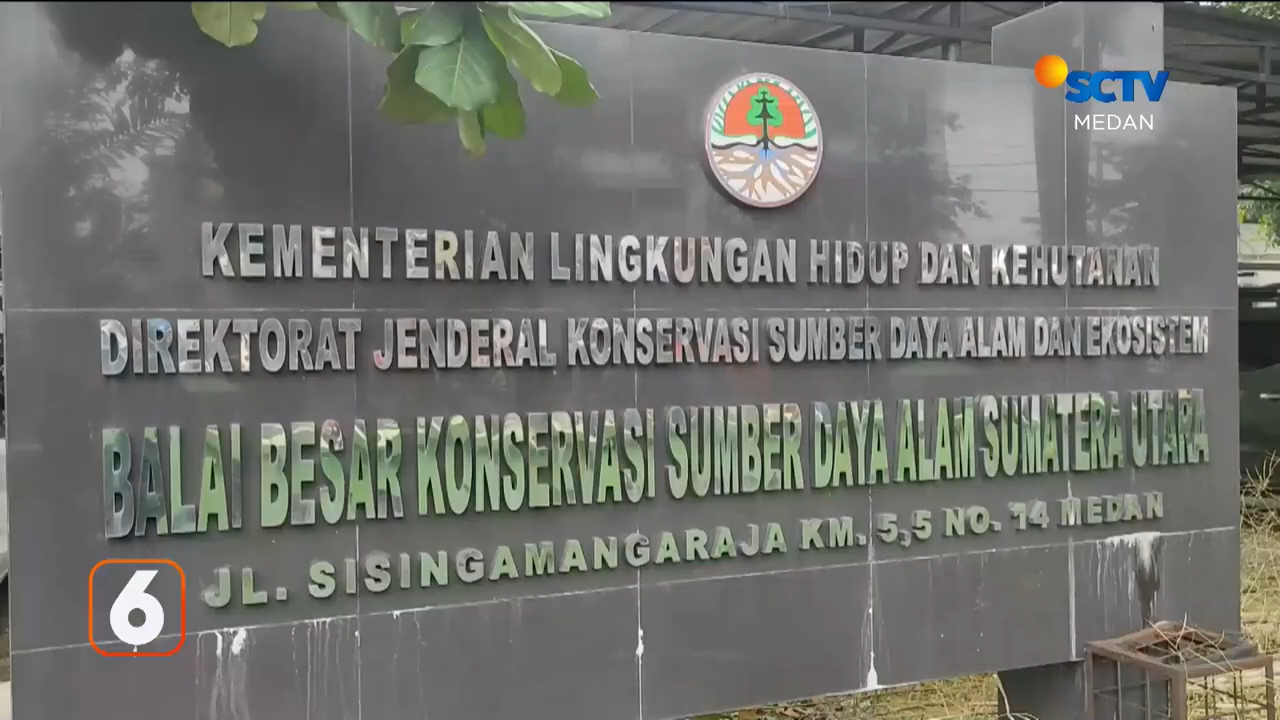 SCTV
MEDAN
KEMENTERIAN LINGKUNGAN HIDUP DAN KEHUTANAN
DIREKTORAT JENDERAL KONSERVASI SUMBER DAYA ALAM DAN EKOSISTEM
BALAI BESAR KONSERVASI SUMBER DAYA ALAM SUMATERA UTARA
JL. SISINGAMANGARAJA KM. 5,5 NO. 14 MEDAN
6